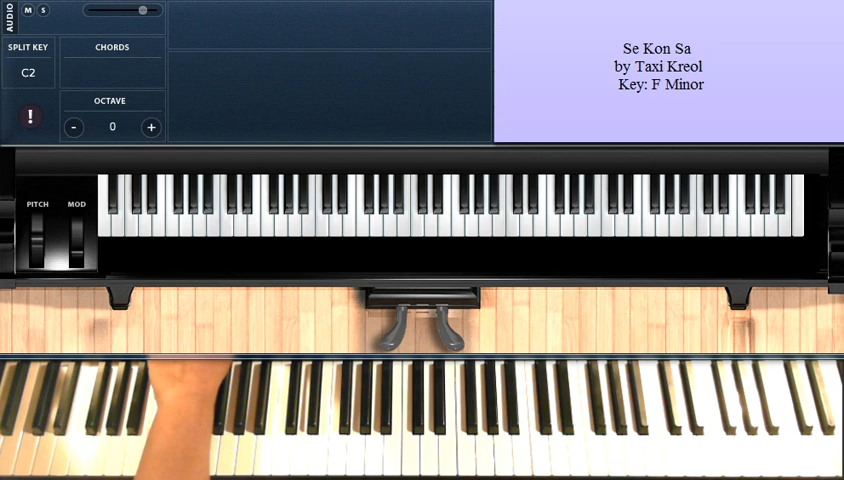 AUDIO
M S
SPLIT KEY
CHORDS
C2
OCTAVE
!
- 0 +
Se Kon Sa
by Taxi Kreol
Key: F Minor
PITCH MOD